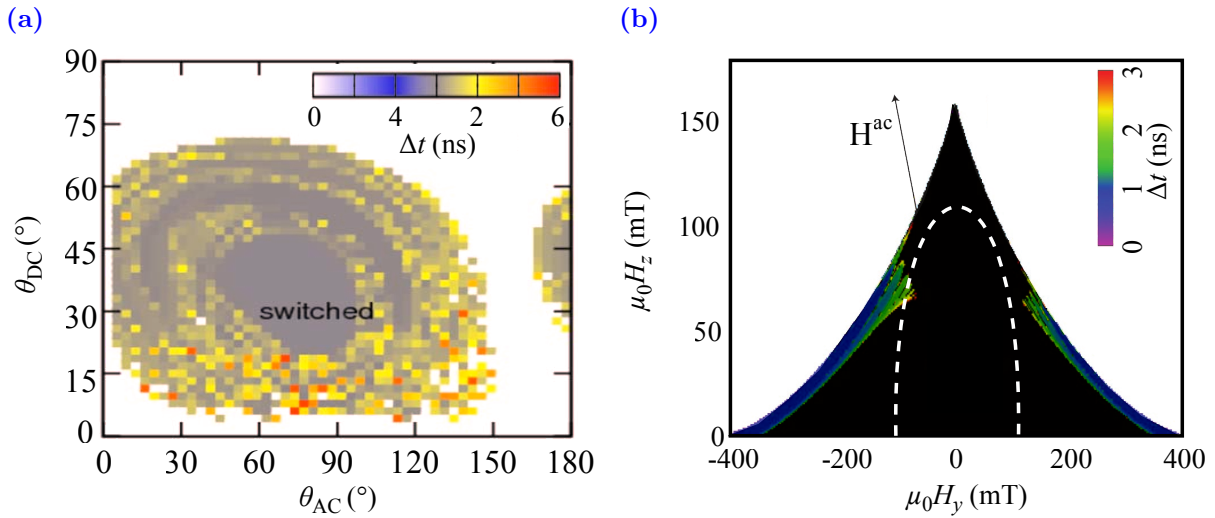 (a)
90
75
60
45
30
15
0
θDC (°)
0 4 2 6
Δt (ns)
switched
0 30 60 90 120 150 180
θAC (°)
(b)
150
100
50
0
μ0Hz (mT)
Hac
3
2
1
0
Δt (ns)
-400 -200 0 200 400
μ0Hy (mT)